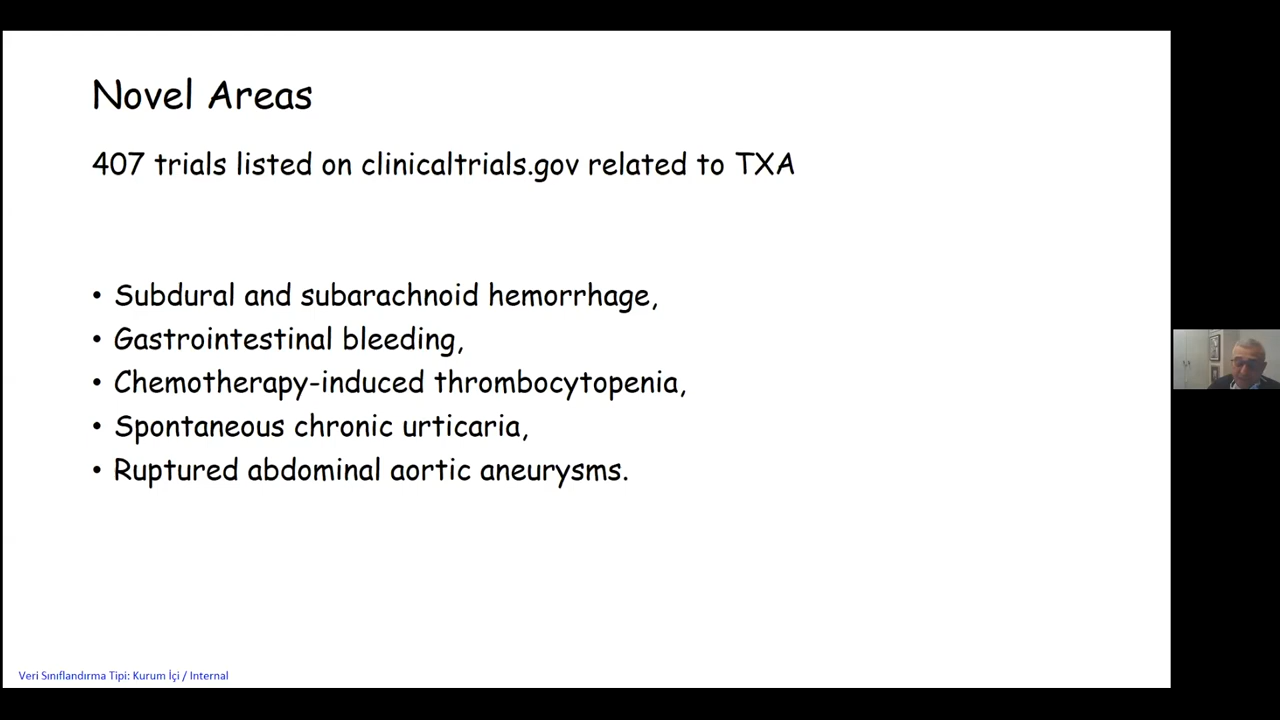 Novel Areas
407 trials listed on clinicaltrials.gov related to TXA
• Subdural and subarachnoid hemorrhage,
• Gastrointestinal bleeding,
• Chemotherapy-induced thrombocytopenia,
• Spontaneous chronic urticaria,
• Ruptured abdominal aortic aneurysms.
Veri Sınıflandırma Tipi: Kurum İçi / Internal